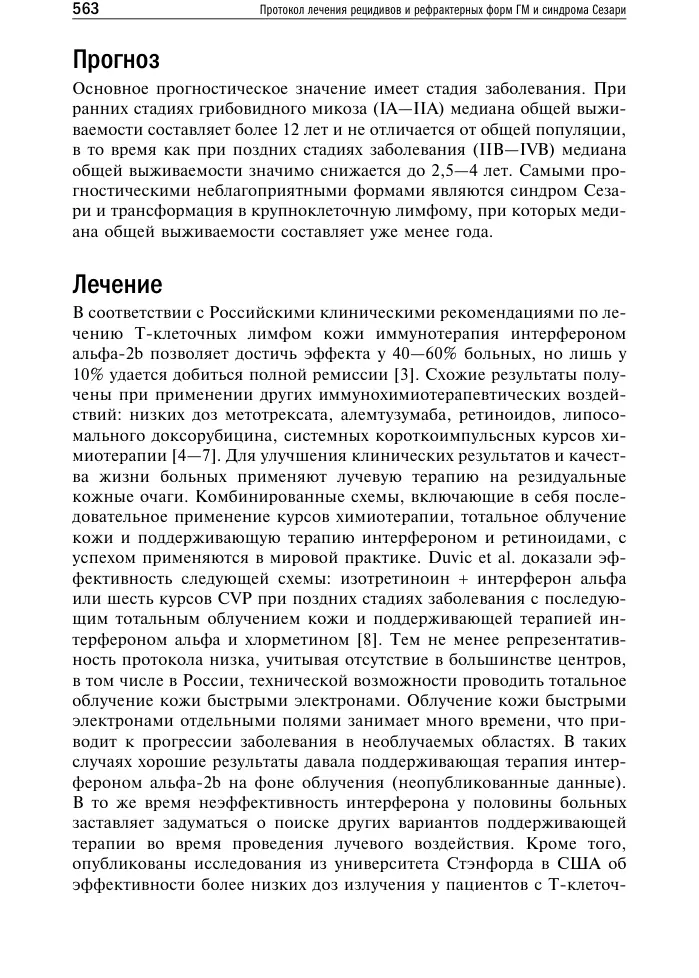 563
Протокол лечения рецидивов и рефрактерных форм ГМ и синдрома Сезари
Прогноз
Основное прогностическое значение имеет стадия заболевания. При
ранних стадиях грибовидного микоза (IA—IIA) медиана общей выжи-
ваемости составляет более 12 лет и не отличается от общей популяции,
в то время как при поздних стадиях заболевания (IIB—IVB) медиана
общей выживаемости значимо снижается до 2,5—4 лет. Самыми про-
гностическими неблагоприятными формами являются синдром Сеза-
ри и трансформация в крупноклеточную лимфому, при которых меди-
ана общей выживаемости составляет уже менее года.
Лечение
В соответствии с Российскими клиническими рекомендациями по ле-
чению Т-клеточных лимфом кожи иммунотерапия интерфероном
альфа-2b позволяет достичь эффекта у 40—60% больных, но лишь у
10% удается добиться полной ремиссии [3]. Схожие результаты полу-
чены при применении других иммунохимиотерапевтических воздей-
ствий: низких доз метотрексата, алемтузумаба, ретиноидов, липосо-
мального доксорубицина, системных короткоимпульсных курсов хи-
миотерапии [4—7]. Для улучшения клинических результатов и качест-
ва жизни больных применяют лучевую терапию на резидуальные
кожные очаги. Комбинированные схемы, включающие в себя после-
довательное применение курсов химиотерапии, тотальное облучение
кожи и поддерживающую терапию интерфероном и ретиноидами, с
успехом применяются в мировой практике. Duvic et al. доказали эф-
фективность следующей схемы: изотретиноин + интерферон альфа
или шесть курсов CVP при поздних стадиях заболевания с последую-
щим тотальным облучением кожи и поддерживающей терапией ин-
терфероном альфа и хлорметином [8]. Тем не менее репрезентатив-
ность протокола низка, учитывая отсутствие в большинстве центров,
в том числе в России, технической возможности проводить тотальное
облучение кожи быстрыми электронами. Облучение кожи быстрыми
электронами отдельными полями занимает много времени, что при-
водит к прогрессии заболевания в необлучаемых областях. В таких
случаях хорошие результаты давала поддерживающая терапия интер-
фероном альфа-2b на фоне облучения (неопубликованные данные).
В то же время неэффективность интерферона у половины больных
заставляет задуматься о поиске других вариантов поддерживающей
терапии во время проведения лучевого воздействия. Кроме того,
опубликованы исследования из университета Стэнфорда в США об
эффективности более низких доз излучения у пациентов с Т-клеточ-